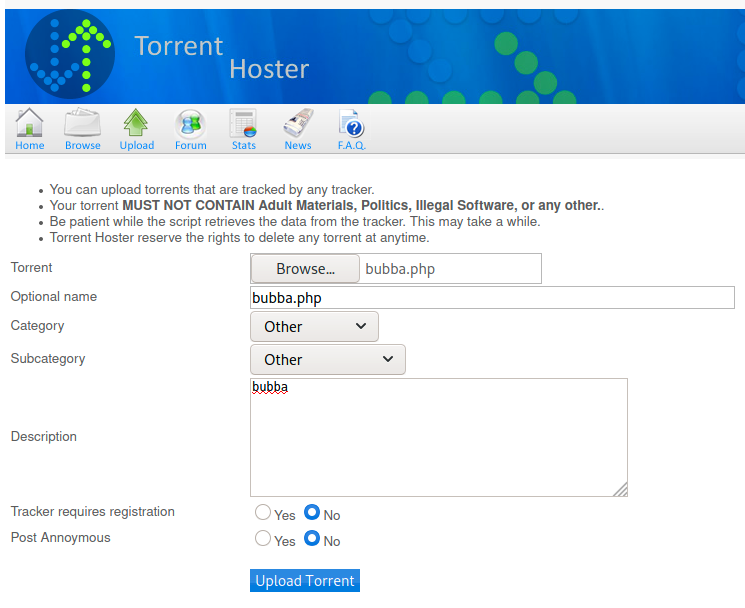 Torrent
Hoster
Home Browse Upload Forum Stats News F.A.Q.
You can upload torrents that are tracked by any tracker.
Your torrent MUST NOT CONTAIN Adult Materials, Politics, Illegal Software, or any other..
Be patient while the script retrieves the data from the tracker. This may take a while.
Torrent Hoster reserve the rights to delete any torrent at anytime.
Torrent Browse... bubba.php
Optional name bubba.php
Category Other
Subcategory Other
bubba
Description
Tracker requires registration Yes No
Post Annoymous Yes No
Upload Torrent